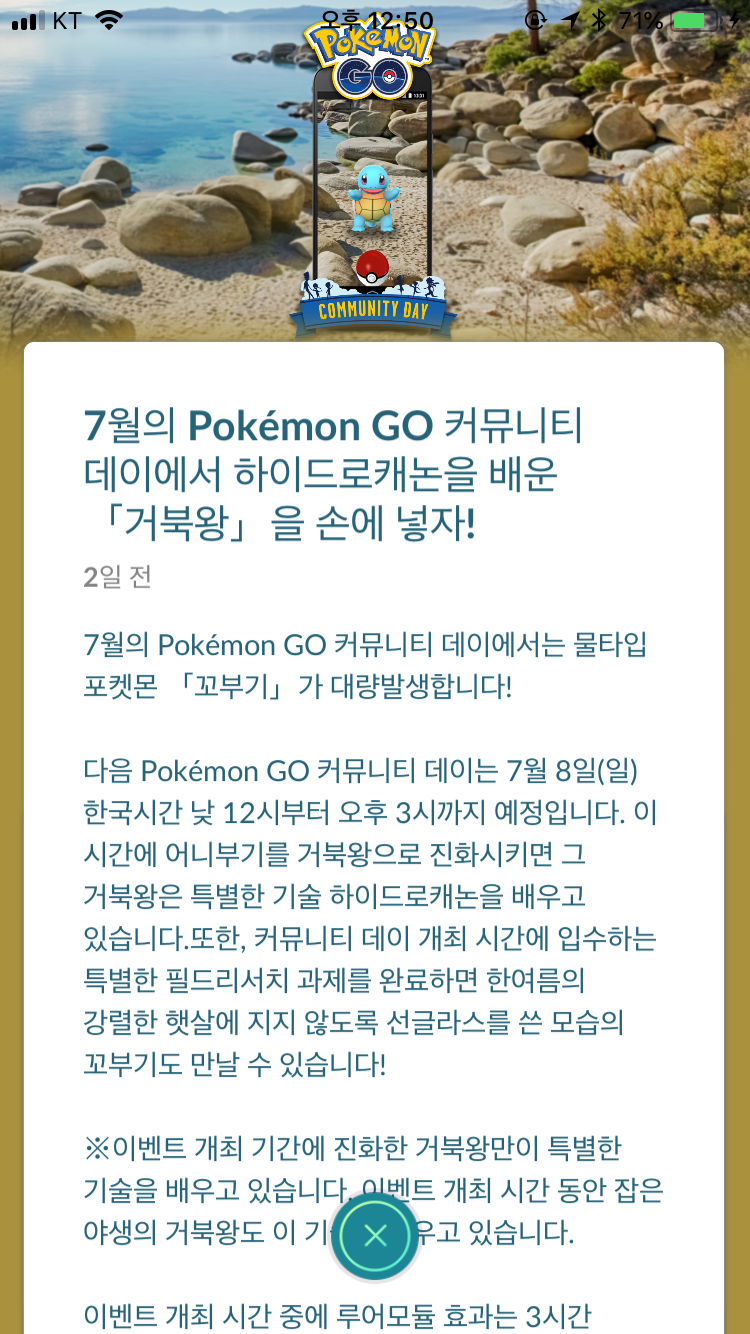 KT 오후 12:50 71%
POKÉMON
GO
13:31
COMMUNITY DAY
7월의 Pokémon GO 커뮤니티
데이에서 하이드로캐논을 배운
「거북왕」 을 손에 넣자!
2일 전
7월의 Pokémon GO 커뮤니티 데이에서는 물타입
포켓몬 「꼬부기」 가 대량발생합니다!
다음 Pokémon GO 커뮤니티 데이는 7월 8일(일)
한국시간 낮 12시부터 오후 3시까지 예정입니다. 이
시간에 어니부기를 거북왕으로 진화시키면 그
거북왕은 특별한 기술 하이드로캐논을 배우고
있습니다.또한, 커뮤니티 데이 개최 시간에 입수하는
특별한 필드리서치 과제를 완료하면 한여름의
강렬한 햇살에 지지 않도록 선글라스를 쓴 모습의
꼬부기도 만날 수 있습니다!
※이벤트 개최 기간에 진화한 거북왕만이 특별한
기술을 배우고 있습니다. 이벤트 개최 시간 동안 잡은
야생의 거북왕도 이 우고 있습니다.
이벤트 개최 시간 중에 루어모듈 효과는 3시간